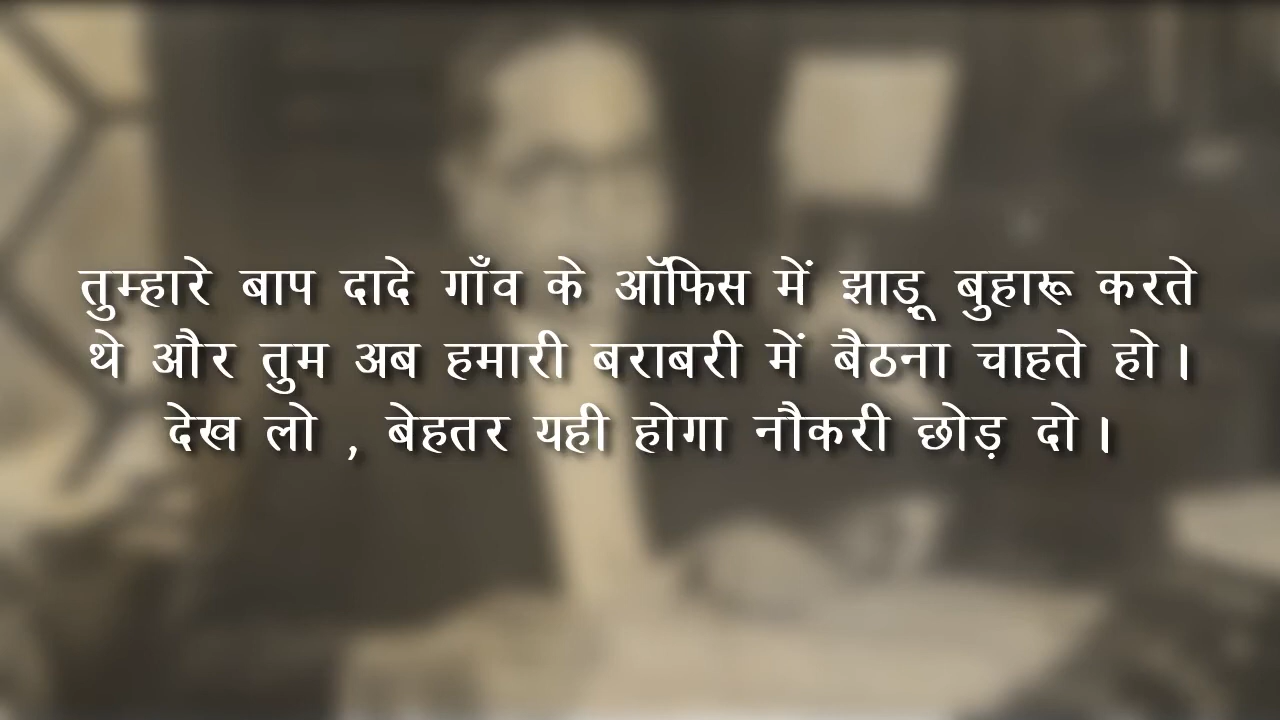 तुम्हारे बाप दादे गाँव के ऑफिस में झाड़ू बुहारू करते
थे और तुम अब हमारी बराबरी में बैठना चाहते हो।
देख लो , बेहतर यही होगा नौकरी छोड़ दो।